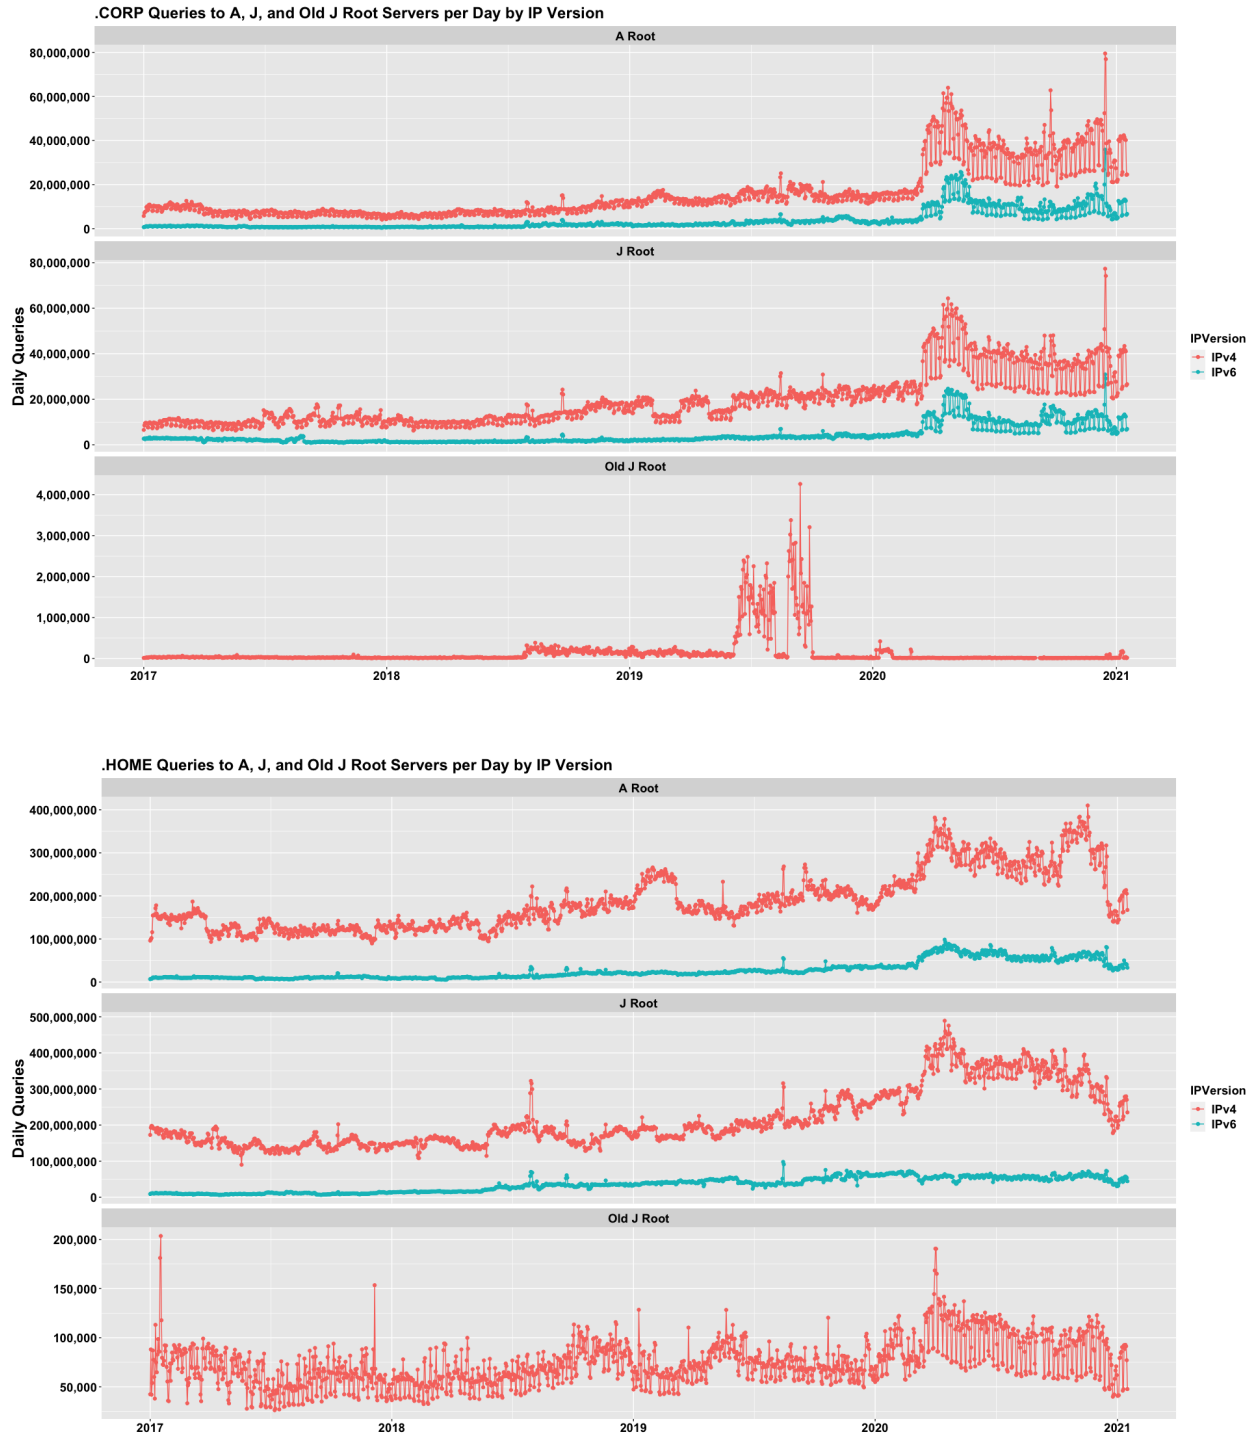 .CORP Queries to A, J, and Old J Root Servers per Day by IP Version
A Root
80,000,000
60,000,000
40,000,000
20,000,000
0
J Root
80,000,000
60,000,000
40,000,000
20,000,000
0
Daily Queries
IPVersion
IPv4
IPv6
Old J Root
4,000,000
3,000,000
2,000,000
1,000,000
0
2017 2018 2019 2020 2021
.HOME Queries to A, J, and Old J Root Servers per Day by IP Version
A Root
400,000,000
300,000,000
200,000,000
100,000,000
0
J Root
500,000,000
400,000,000
300,000,000
200,000,000
100,000,000
0
Daily Queries
IPVersion
IPv4
IPv6
Old J Root
200,000
150,000
100,000
50,000
2017 2018 2019 2020 2021